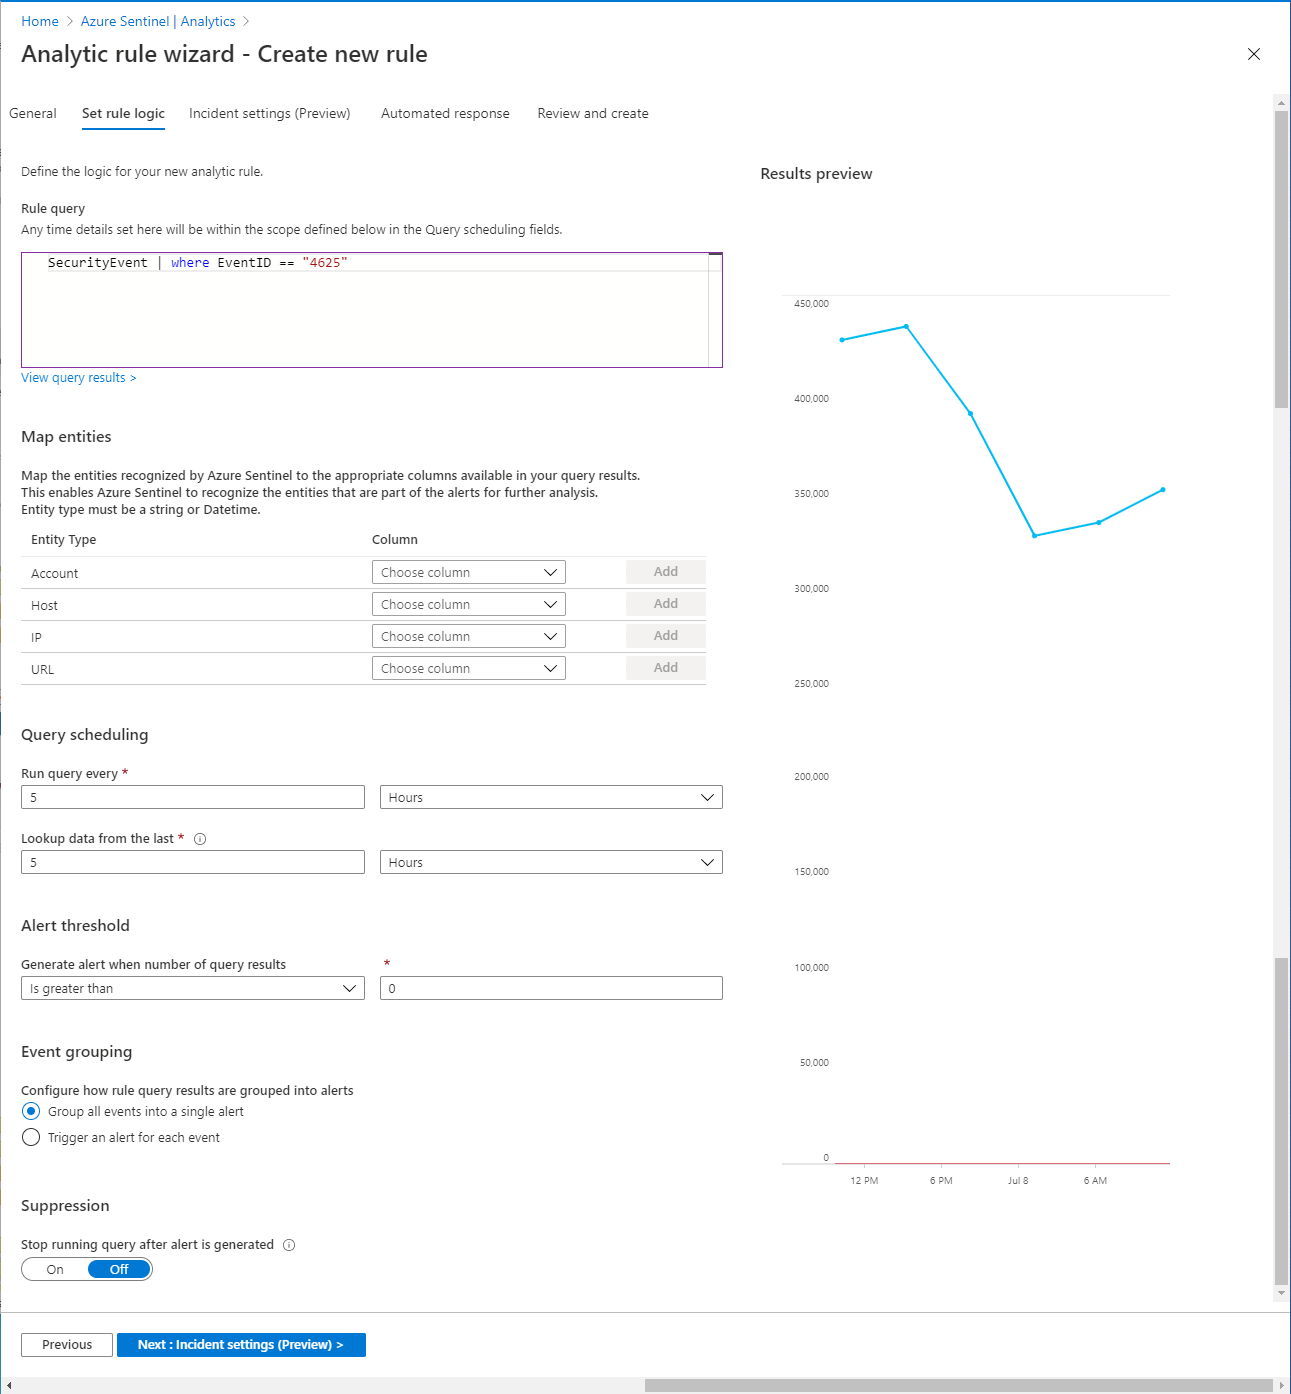 Home > Azure Sentinel | Analytics >
Analytic rule wizard - Create new rule
General Set rule logic Incident settings (Preview) Automated response Review and create
Define the logic for your new analytic rule.
Rule query
Any time details set here will be within the scope defined below in the Query scheduling fields.
SecurityEvent | where EventID == "4625"
View query results >
Map entities
Map the entities recognized by Azure Sentinel to the appropriate columns available in your query results.
This enables Azure Sentinel to recognize the entities that are part of the alerts for further analysis.
Entity type must be a string or Datetime.
Entity Type Column
Account Choose column Add
Host Choose column Add
IP Choose column Add
URL Choose column Add
Query scheduling
Run query every *
5 Hours
Lookup data from the last *
5 Hours
Alert threshold
Generate alert when number of query results *
Is greater than 0
Event grouping
Configure how rule query results are grouped into alerts
Group all events into a single alert
Trigger an alert for each event
Suppression
Stop running query after alert is generated
On Off
Results preview
450,000
400,000
350,000
300,000
250,000
200,000
150,000
100,000
50,000
0
12 PM 6 PM Jul 8 6 AM
Previous Next : Incident settings (Preview) >